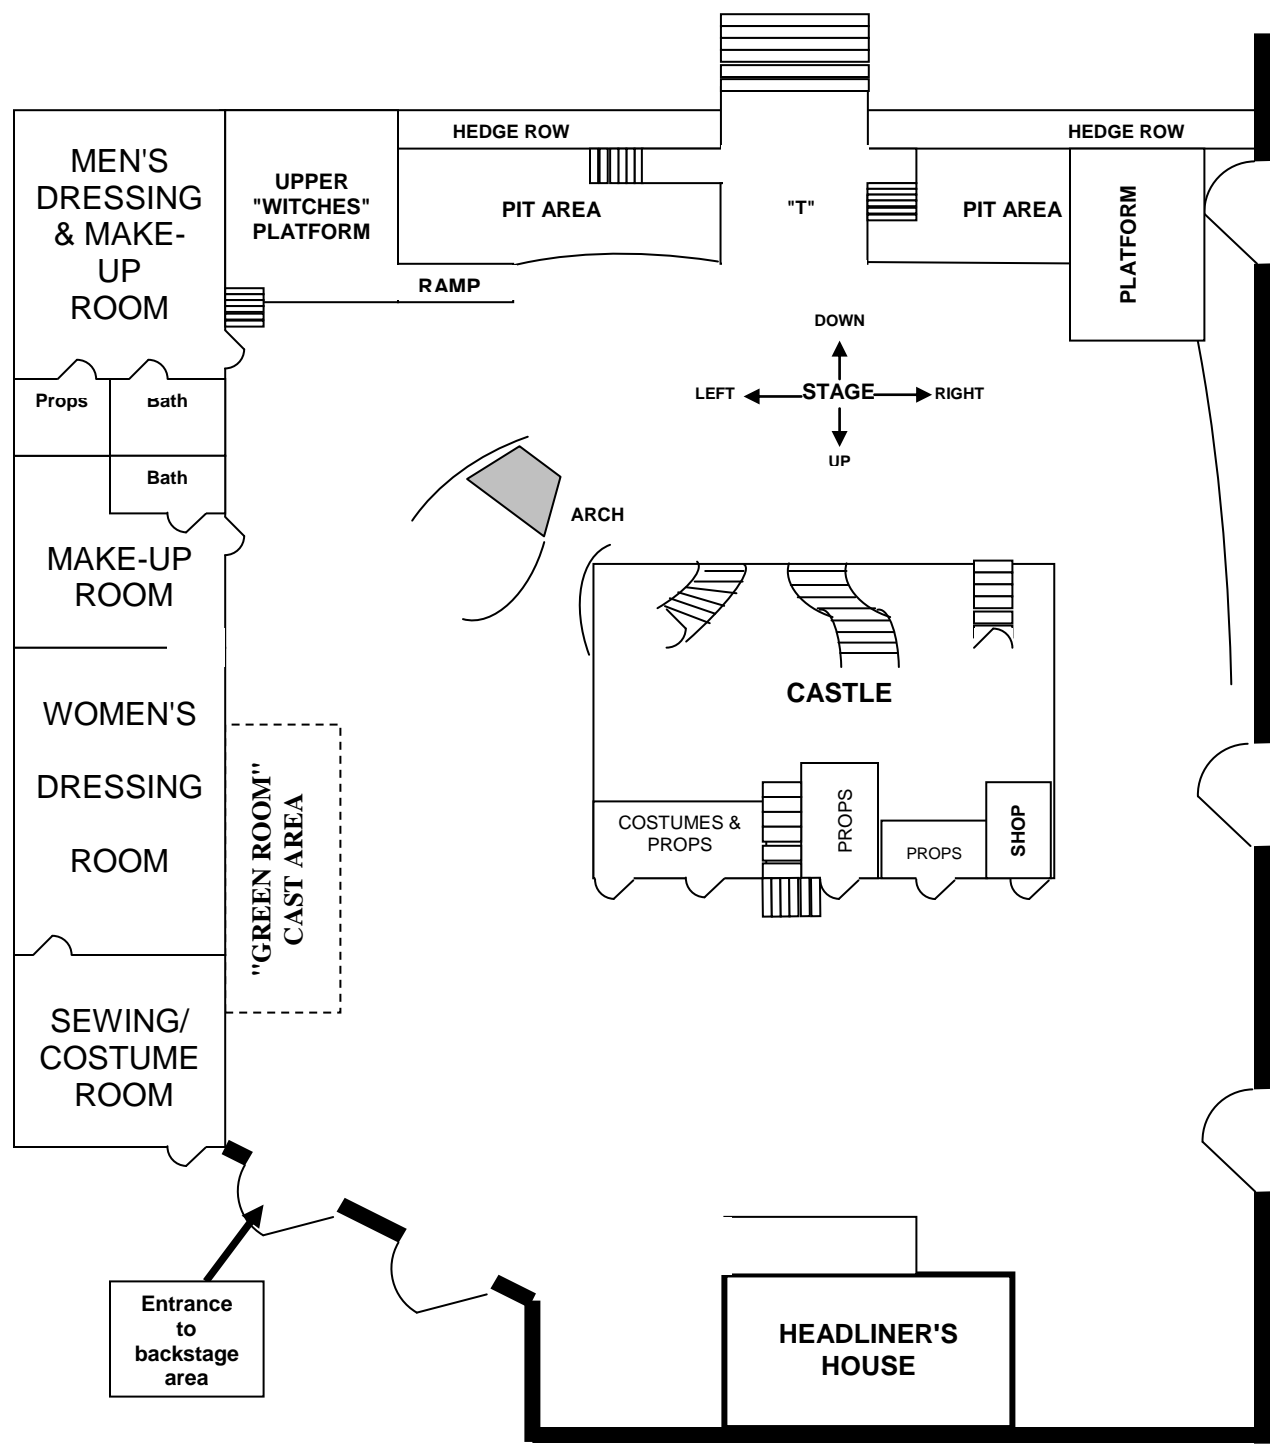 HEDGE ROW
HEDGE ROW
MEN'S
DRESSING
& MAKE-
UP
ROOM
UPPER
"WITCHES"
PLATFORM
PIT AREA
"T"
PIT AREA
PLATFORM
RAMP
DOWN
LEFT
STAGE
RIGHT
UP
Props
Bath
Bath
ARCH
MAKE-UP
ROOM
CASTLE
WOMEN'S
DRESSING
ROOM
"GREEN ROOM"
CAST AREA
COSTUMES &
PROPS
PROPS
PROPS
SHOP
SEWING/
COSTUME
ROOM
Entrance
to
backstage
area
HEADLINER'S
HOUSE